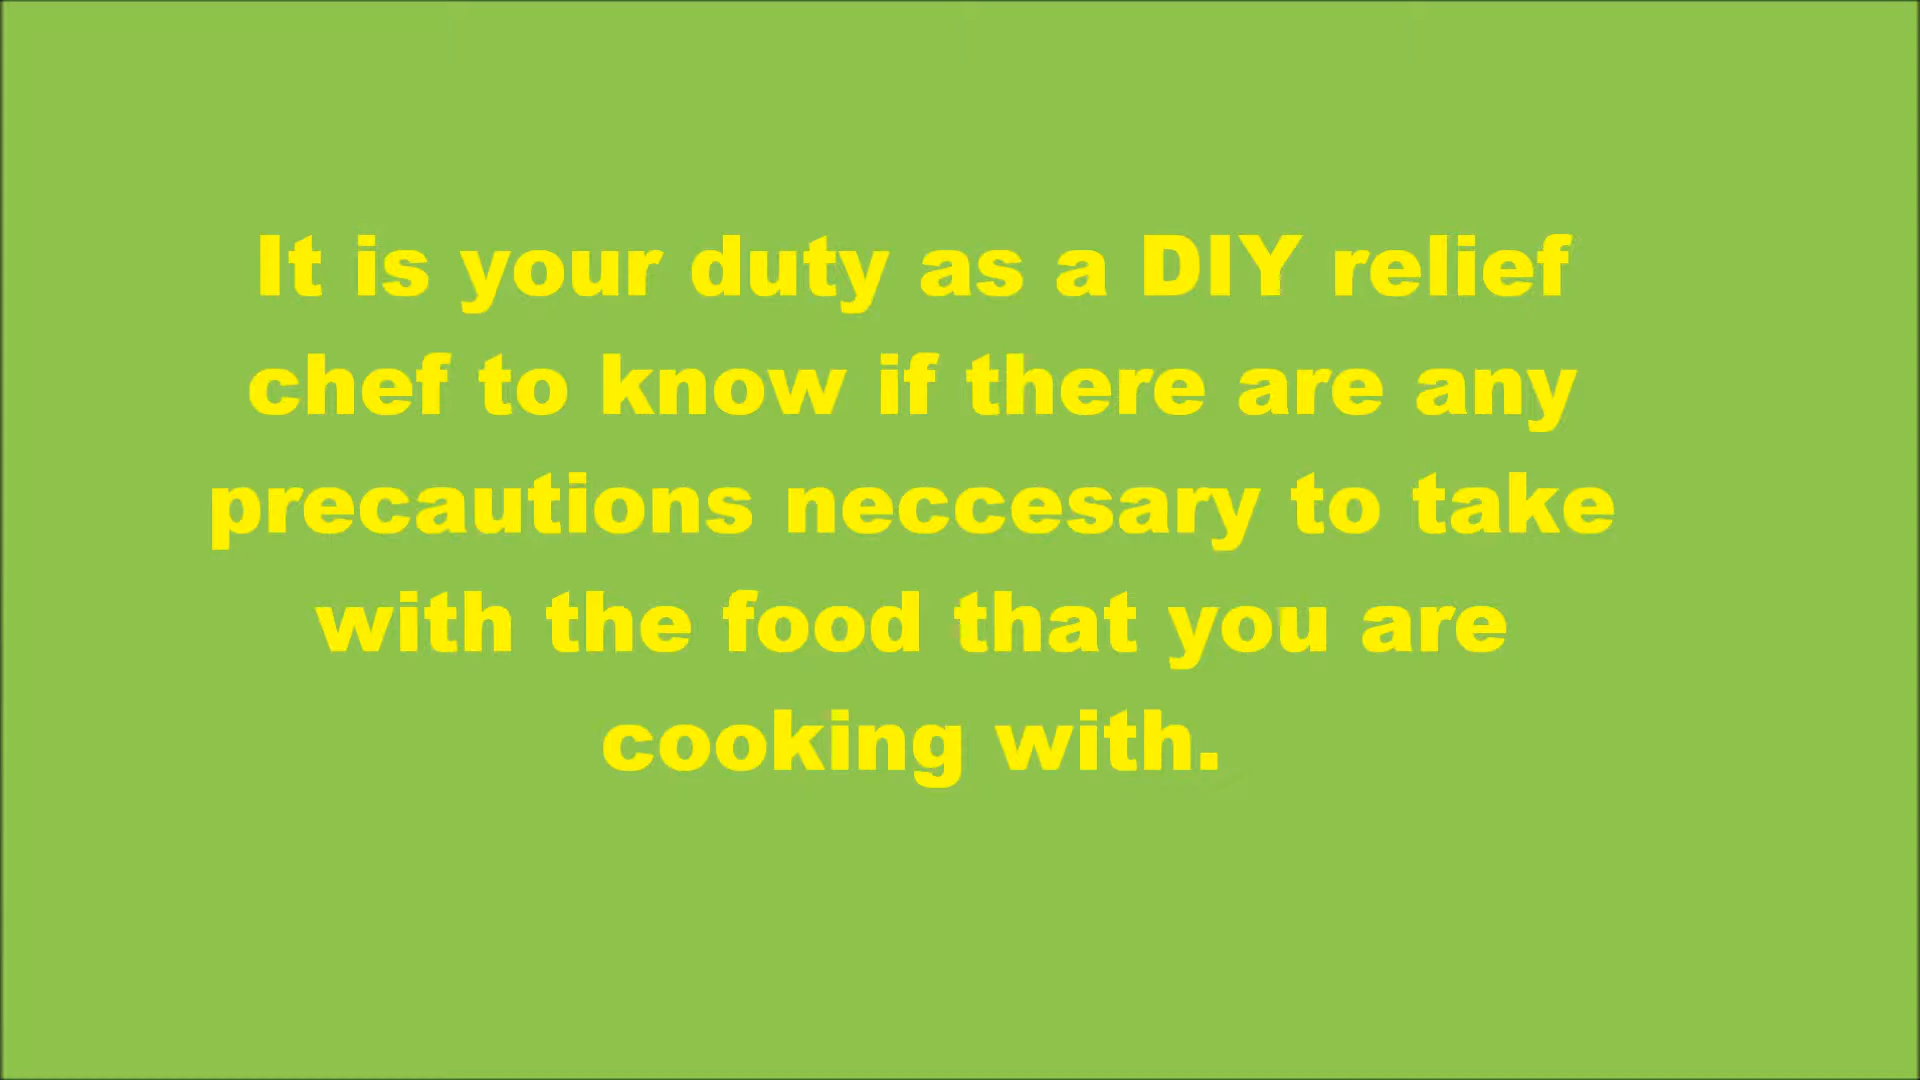 It is your duty as a DIY relief
chef to know if there are any
precautions neccesary to take
with the food that you are
cooking with.